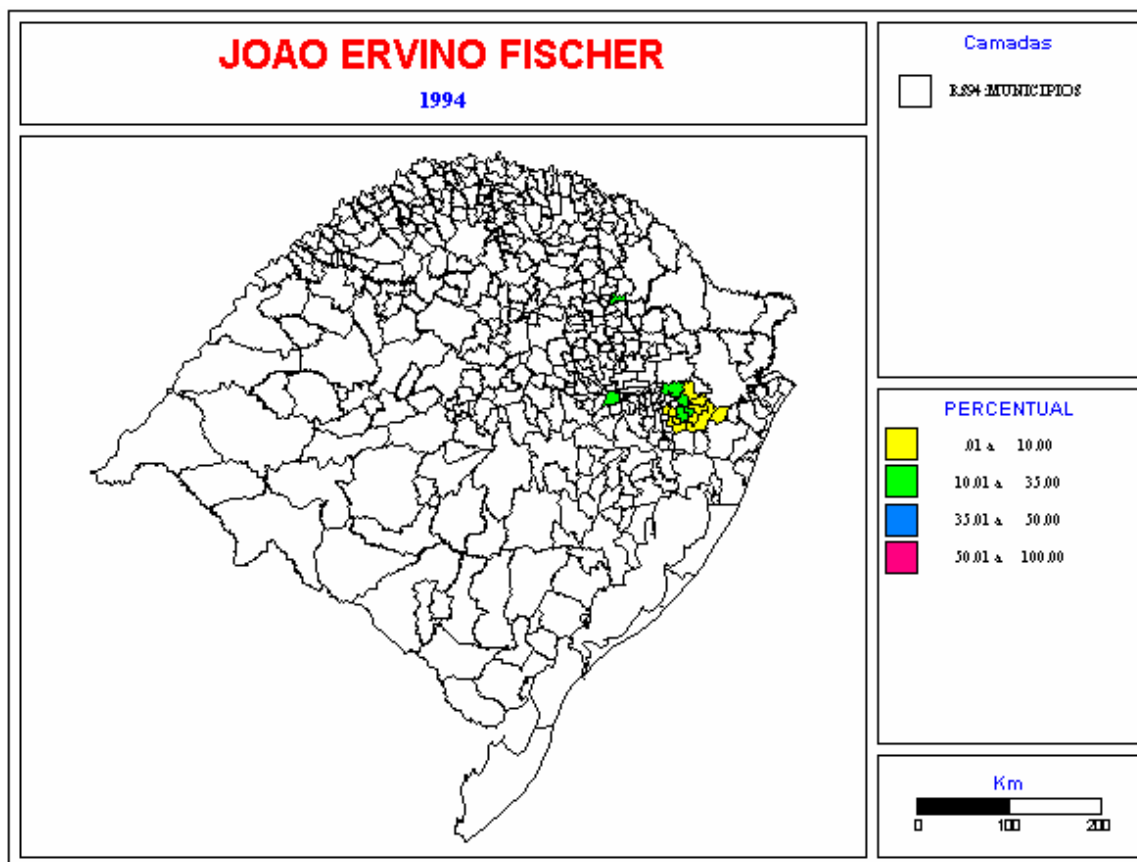 JOAO ERVINO FISCHER
1994
Camadas
RS94:MUNICIPIOS
PERCENTUAL
.01 a 10.00
10.01 a 35.00
35.01 a 50.00
50.01 a 100.00
Km
0 100 200